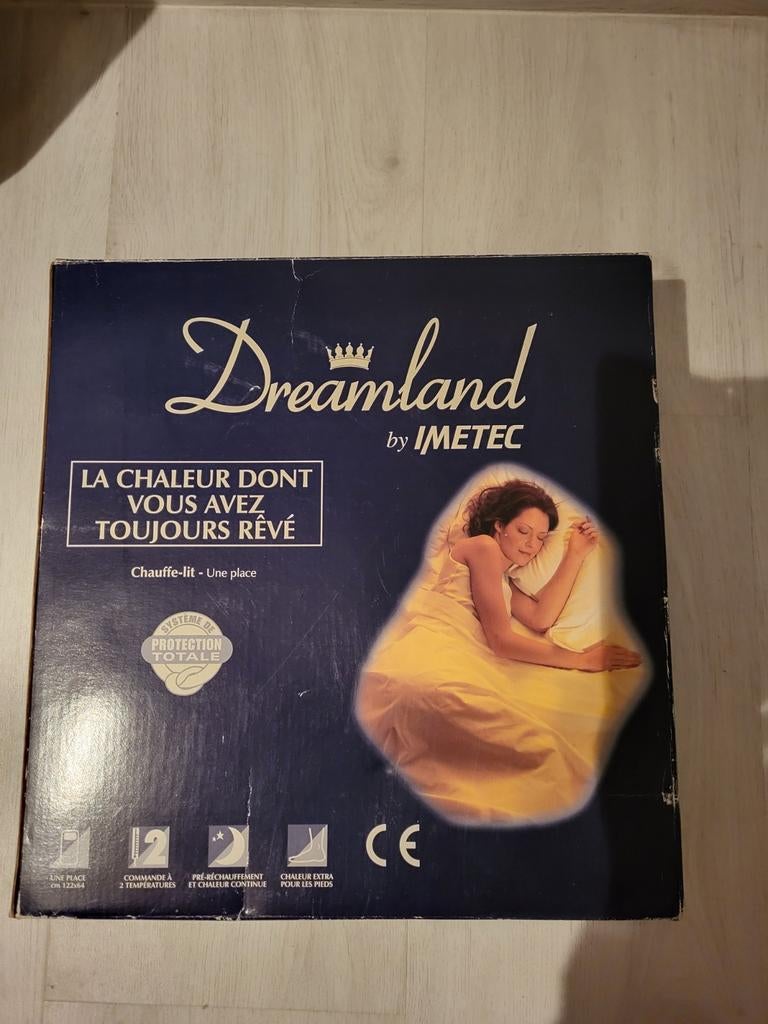 Dreamland
by IMETEC
LA CHALEUR DONT
VOUS AVEZ
TOUJOURS RÊVÉ
Chauffe-lit - Une place
SYSTÈME DE
PROTECTION
TOTALE
UNE PLACE
cm 122x64
2
COMMANDE À
2 TEMPÉRATURES
PRÉ-RÉCHAUFFEMENT
ET CHALEUR CONTINUE
CHALEUR EXTRA
POUR LES PIEDS
CE